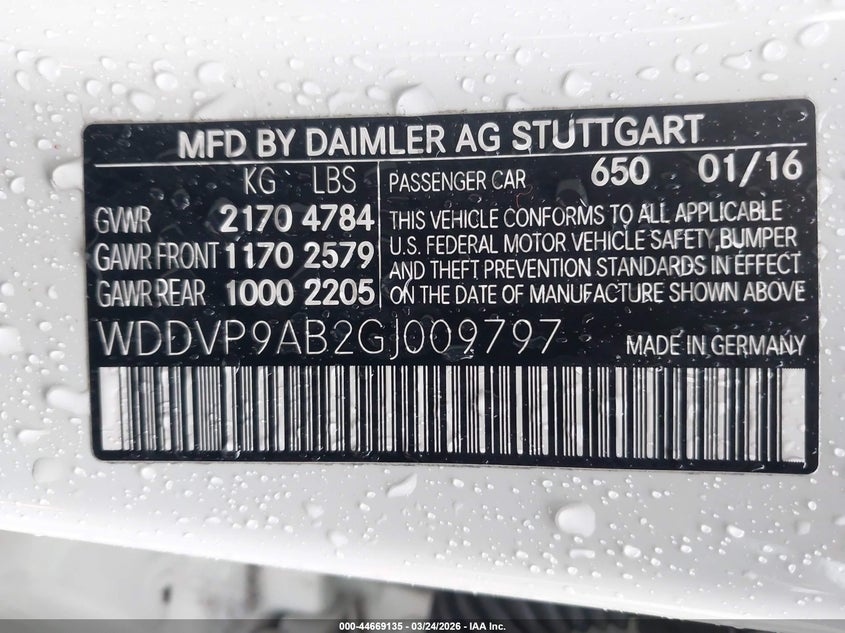 MFD BY DAIMLER AG STUTTGART
KG LBS
GVWR 2170 4784
GAWR FRONT 1170 2579
GAWR REAR 1000 2205
PASSENGER CAR 650 01/16
THIS VEHICLE CONFORMS TO ALL APPLICABLE
U.S. FEDERAL MOTOR VEHICLE SAFETY,BUMPER
AND THEFT PREVENTION STANDARDS IN EFFECT
ON THE DATE OF MANUFACTURE SHOWN ABOVE
WDDVP9AB2GJ009797 MADE IN GERMANY
000-44669135 - 03/24/2026 - IAA Inc.